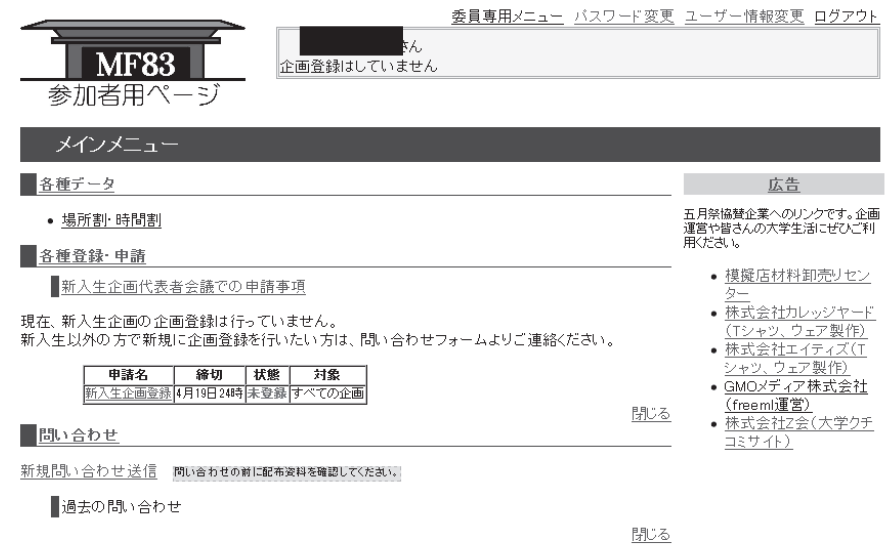 委員専用メニュー パスワード変更 ユーザー情報変更 ログアウト
MF83
参加者用ページ
さん
企画登録はしていません
メインメニュー
各種データ
• 場所割・時間割
各種登録・申請
新入生企画代表者会議での申請事項
現在、新入生企画の企画登録は行っていません。
新入生以外の方で新規に企画登録を行いたい方は、問い合わせフォームよりご連絡ください。
申請名 締切 状態 対象
新入生企画登録 4月19日24時 未登録 すべての企画
閉じる
問い合わせ
新規問い合わせ送信 問い合わせの前に配布資料を確認してください。
過去の問い合わせ
閉じる
広告
五月祭協賛企業へのリンクです。企画
運営や皆さんの大学生活にぜひご利
用ください。
• 模擬店材料卸売りセン
ター
• 株式会社カレッジヤード
(Tシャツ、ウェア製作)
• 株式会社エイティズ(T
シャツ、ウェア製作)
• GMOメディア株式会社
(freeml運営)
• 株式会社Z会(大学クチ
コミサイト)